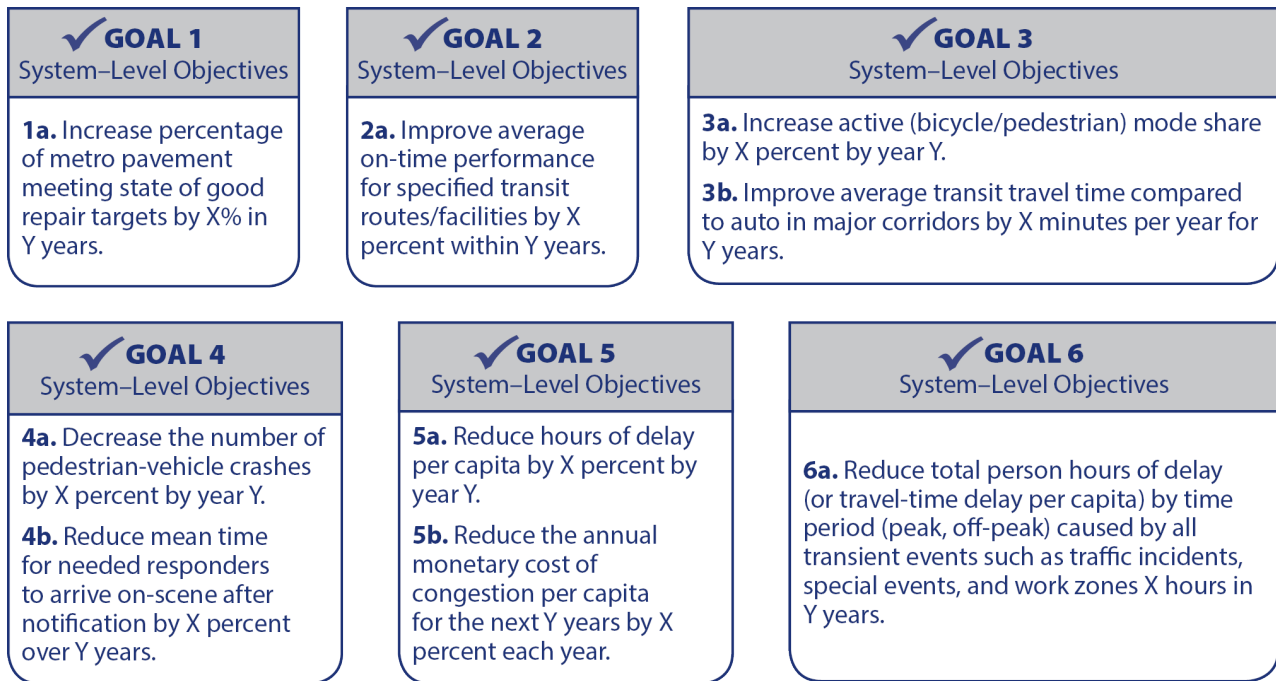 GOAL 1
System–Level Objectives
1a. Increase percentage
of metro pavement
meeting state of good
repair targets by X% in
Y years.
GOAL 2
System–Level Objectives
2a. Improve average
on-time performance
for specified transit
routes/facilities by X
percent within Y years.
GOAL 3
System–Level Objectives
3a. Increase active (bicycle/pedestrian) mode share
by X percent by year Y.
3b. Improve average transit travel time compared
to auto in major corridors by X minutes per year for
Y years.
GOAL 4
System–Level Objectives
4a. Decrease the number of
pedestrian-vehicle crashes
by X percent by year Y.
4b. Reduce mean time
for needed responders
to arrive on-scene after
notification by X percent
over Y years.
GOAL 5
System–Level Objectives
5a. Reduce hours of delay
per capita by X percent by
year Y.
5b. Reduce the annual
monetary cost of
congestion per capita
for the next Y years by X
percent each year.
GOAL 6
System–Level Objectives
6a. Reduce total person hours of delay
(or travel-time delay per capita) by time
period (peak, off-peak) caused by all
transient events such as traffic incidents,
special events, and work zones X hours in
Y years.